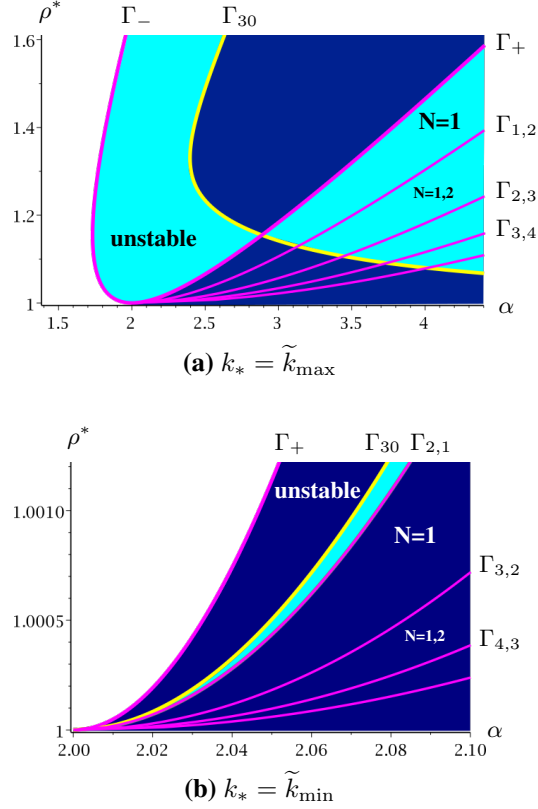 ρ* Γ₋ Γ₃₀
1.6
Γ₊
N=1
1.4
Γ₁,₂
N=1,2
Γ₂,₃
1.2
unstable
Γ₃,₄
1
α
1.5 2 2.5 3 3.5 4
(a) k∗ = k̃max
ρ* Γ₊ Γ₃₀ Γ₂,₁
unstable
1.0010
N=1
Γ₃,₂
1.0005
N=1,2
Γ₄,₃
1
α
2.00 2.02 2.04 2.06 2.08 2.10
(b) k∗ = k̃min